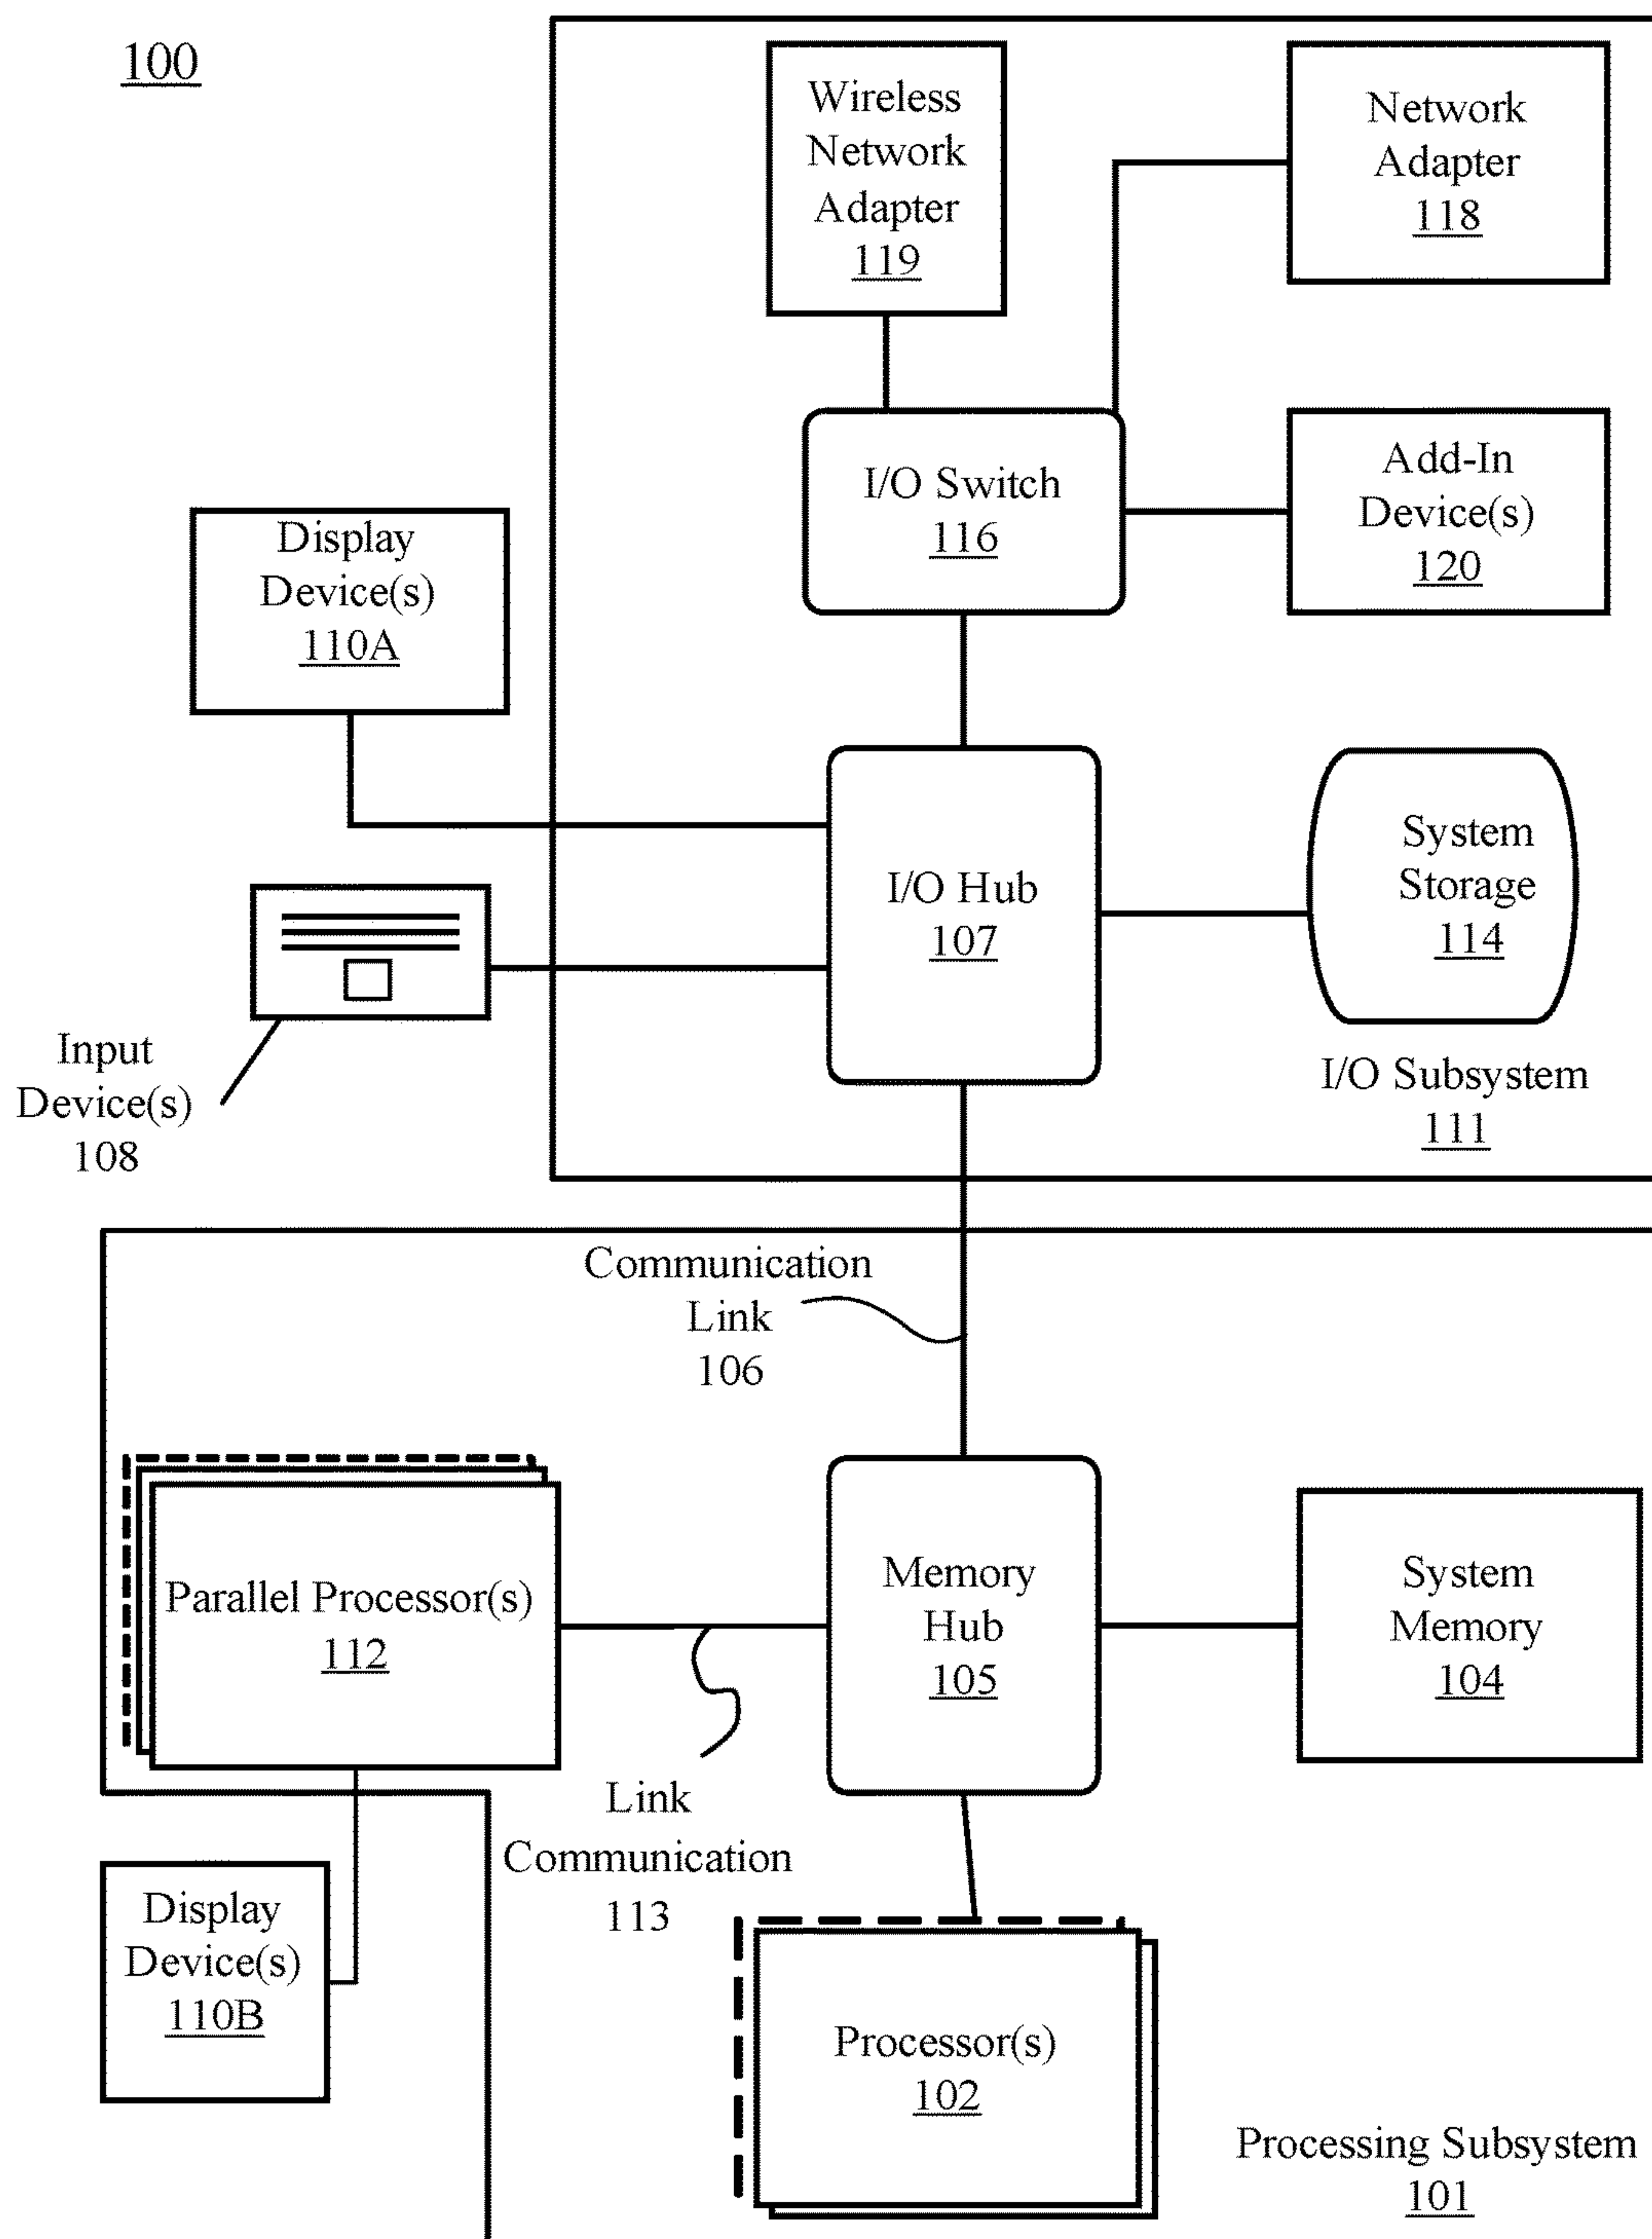 100
Wireless
Network
Adapter
119
Network
Adapter
118
I/O Switch
116
Add-In
Device(s)
120
Display
Device(s)
110A
I/O Hub
107
System
Storage
114
Input
Device(s)
108
I/O Subsystem
111
Communication
Link
106
Parallel Processor(s)
112
Memory
Hub
105
System
Memory
104
Link
Communication
113
Display
Device(s)
110B
Processor(s)
102
Processing Subsystem
101